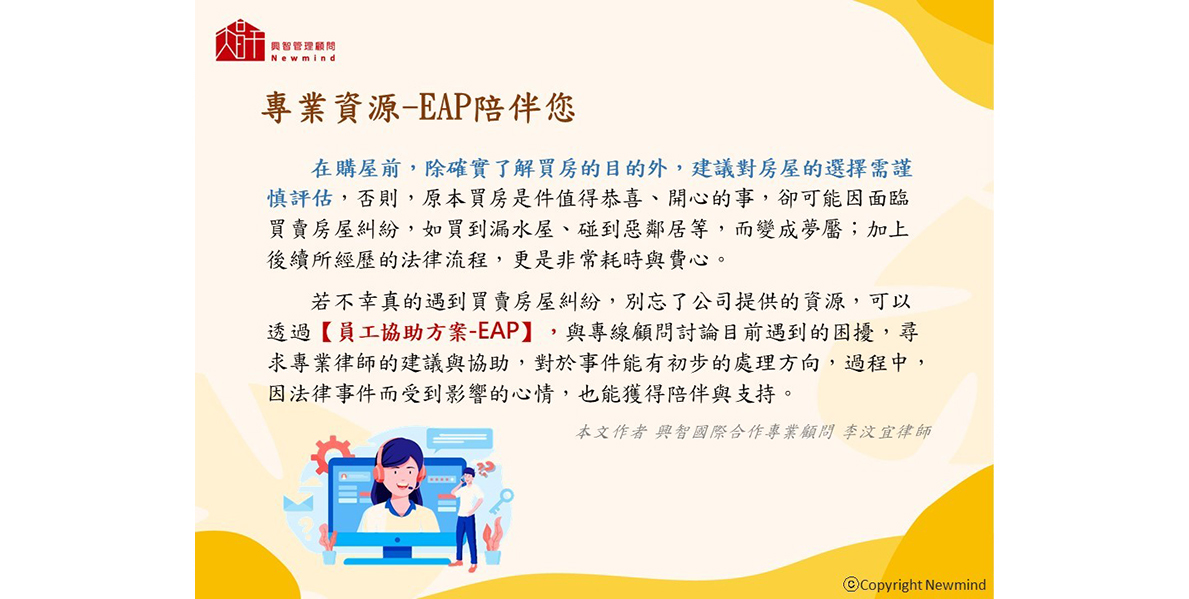 興智管理顧問
Newmind
專業資源-EAP陪伴您
在購屋前，除確實了解買房的目的外，建議對房屋的選擇需謹
慎評估，否則，原本買房是件值得恭喜、開心的事，卻可能因面臨
買賣房屋糾紛，如買到漏水屋、碰到惡鄰居等，而變成夢靨；加上
後續所經歷的法律流程，更是非常耗時與費心。
若不幸真的遇到買賣房屋糾紛，別忘了公司提供的資源，可以
透過【員工協助方案-EAP】，與專線顧問討論目前遇到的困擾，尋
求專業律師的建議與協助，對於事件能有初步的處理方向，過程中，
因法律事件而受到影響的心情，也能獲得陪伴與支持。
本文作者 興智國際合作專業顧問 李汶宜律師
©Copyright Newmind